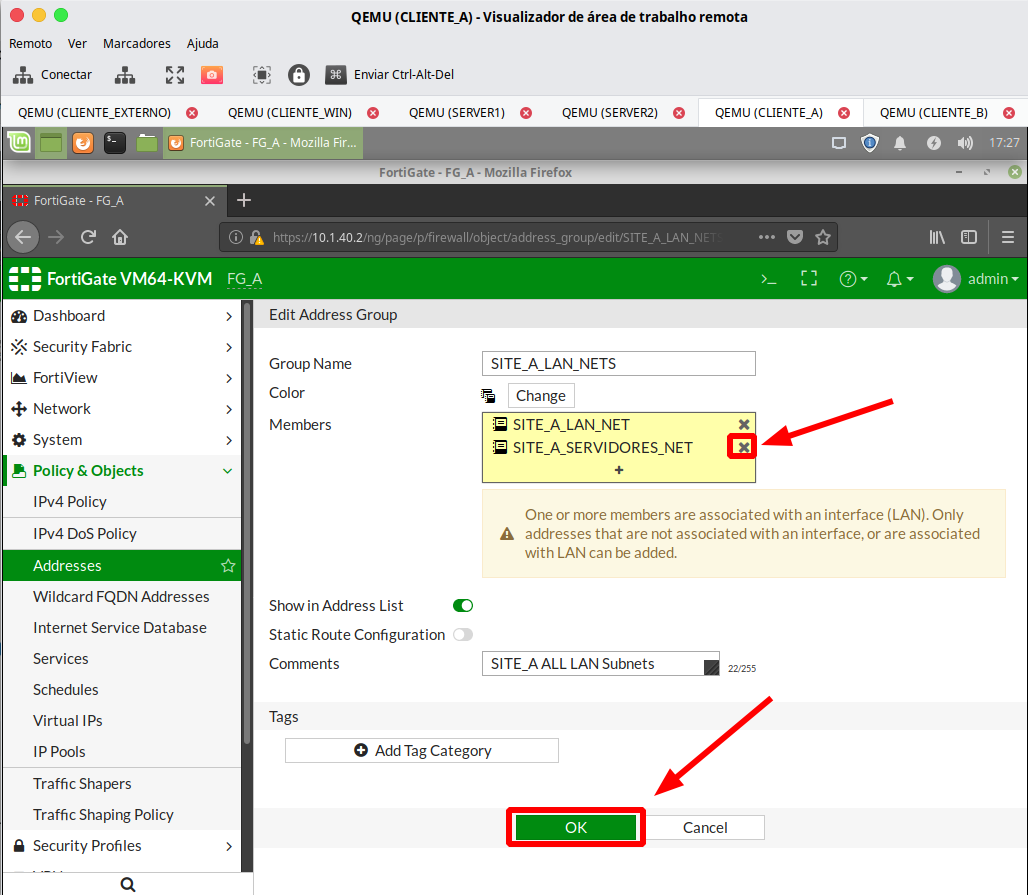 QEMU (CLIENTE_A) - Visualizador de área de trabalho remota
Remoto Ver Marcadores Ajuda
Conectar Enviar Ctrl-Alt-Del
QEMU (CLIENTE_EXTERNO) QEMU (CLIENTE_WIN) QEMU (SERVER1) QEMU (SERVER2) QEMU (CLIENTE_A) QEMU (CLIENTE_B)
FortiGate - FG_A - Mozilla Fir... 17:27
FortiGate - FG_A - Mozilla Firefox
FortiGate - FG_A
https://10.1.40.2/ng/page/p/firewall/object/address_group/edit/SITE_A_LAN_NET
FortiGate VM64-KVM FG_A admin
Dashboard
Security Fabric
FortiView
Network
System
Policy & Objects
IPv4 Policy
IPv4 DoS Policy
Addresses
Wildcard FQDN Addresses
Internet Service Database
Services
Schedules
Virtual IPs
IP Pools
Traffic Shapers
Traffic Shaping Policy
Security Profiles
Edit Address Group
Group Name SITE_A_LAN_NETS
Color Change
Members SITE_A_LAN_NET
SITE_A_SERVIDORES_NET
+
One or more members are associated with an interface (LAN). Only
addresses that are not associated with an interface, or are associated
with LAN can be added.
Show in Address List
Static Route Configuration
Comments SITE_A ALL LAN Subnets 22/255
Tags
Add Tag Category
OK Cancel